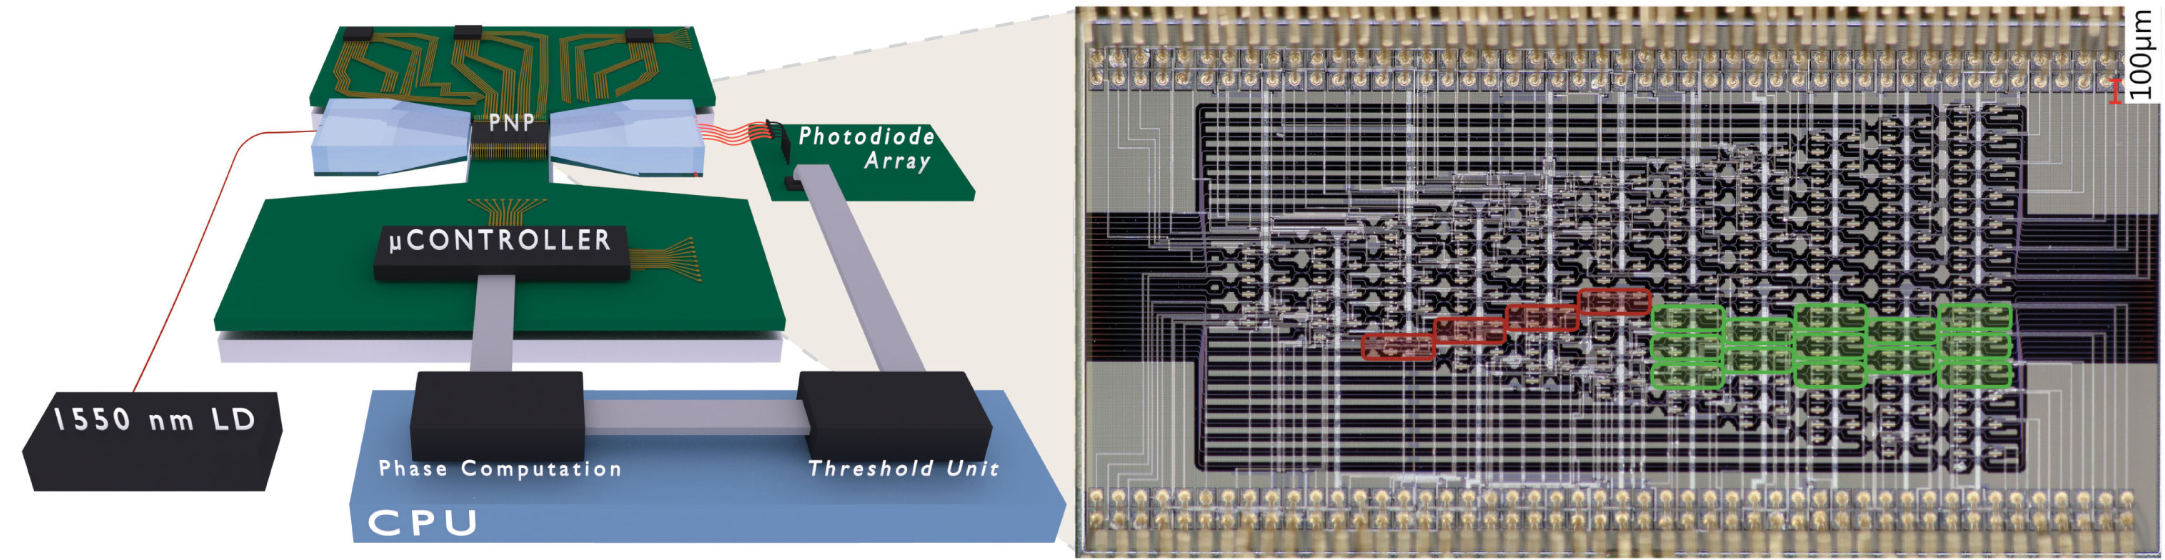 PNP
Photodiode
Array
µCONTROLLER
1550 nm LD
Phase Computation
Threshold Unit
CPU
100µm